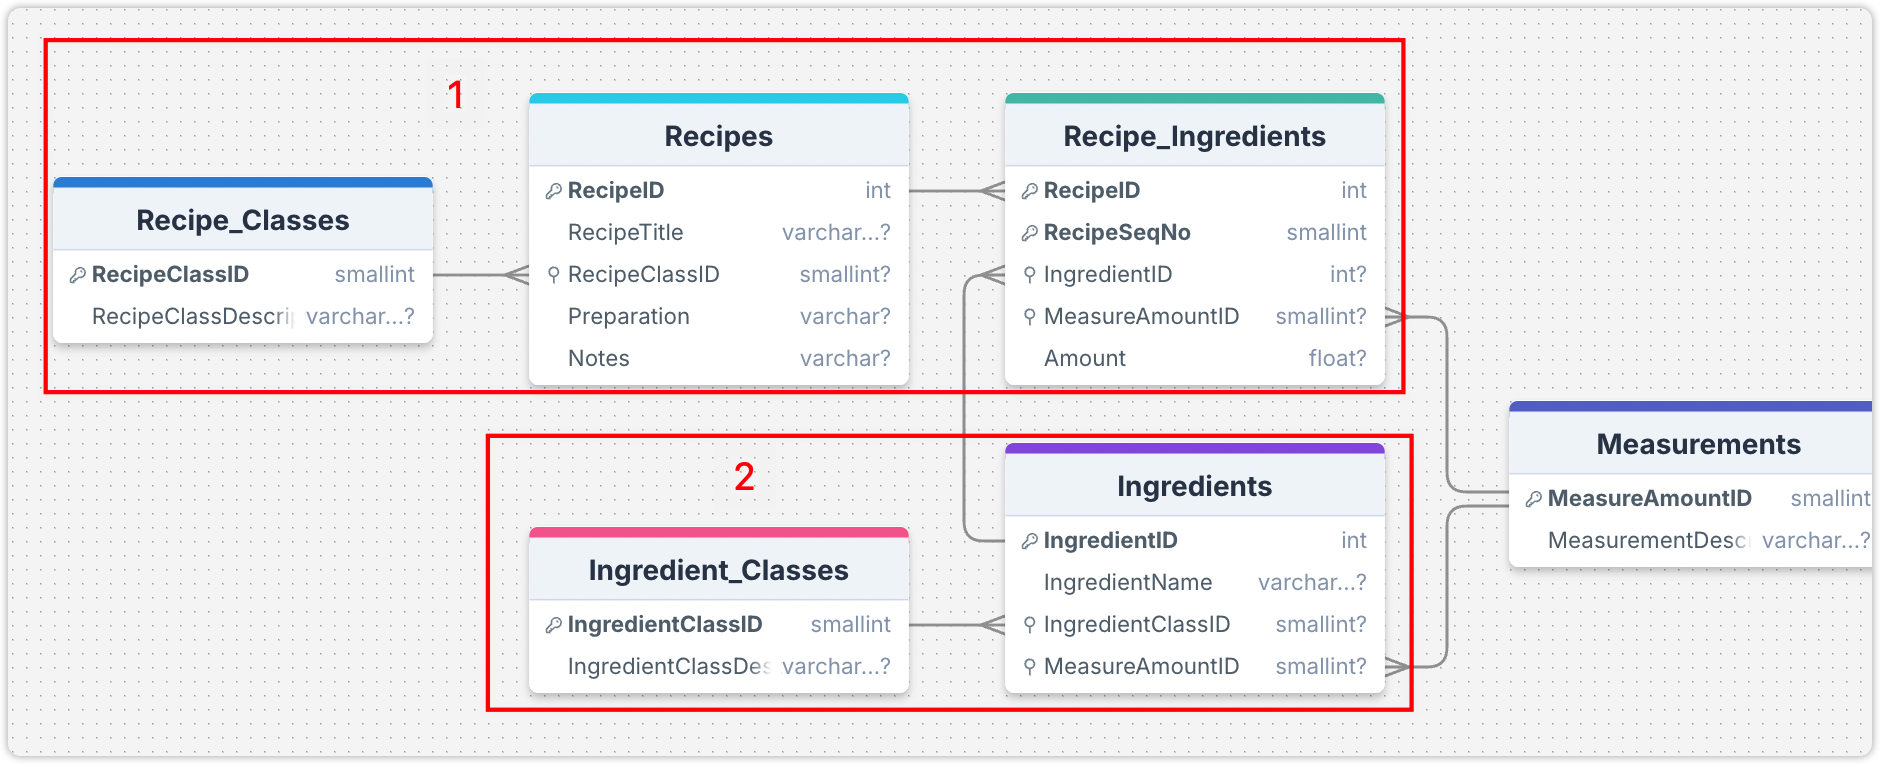 1
Recipe_Classes
RecipeClassID smallint
RecipeClassDescrip varchar...?
Recipes
RecipeID int
RecipeTitle varchar...?
RecipeClassID smallint?
Preparation varchar?
Notes varchar?
Recipe_Ingredients
RecipeID int
RecipeSeqNo smallint
IngredientID int?
MeasureAmountID smallint?
Amount float?
2
Ingredient_Classes
IngredientClassID smallint
IngredientClassDes varchar...?
Ingredients
IngredientID int
IngredientName varchar...?
IngredientClassID smallint?
MeasureAmountID smallint?
Measurements
MeasureAmountID smallint
MeasurementDesc varchar...?